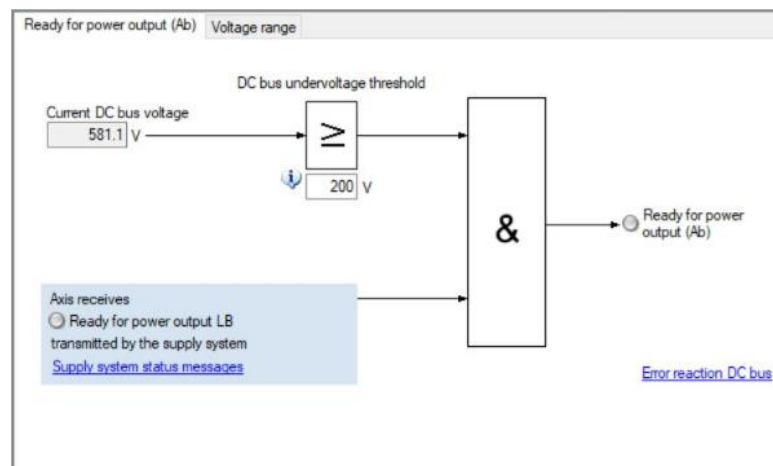 Ready for power output (Ab)
Voltage range
DC bus undervoltage threshold
Current DC bus voltage
581.1 V
≥
200 V
&
Ready for power
output (Ab)
Axis receives
Ready for power output LB
transmitted by the supply system
Supply system status messages
Error reaction DC bus